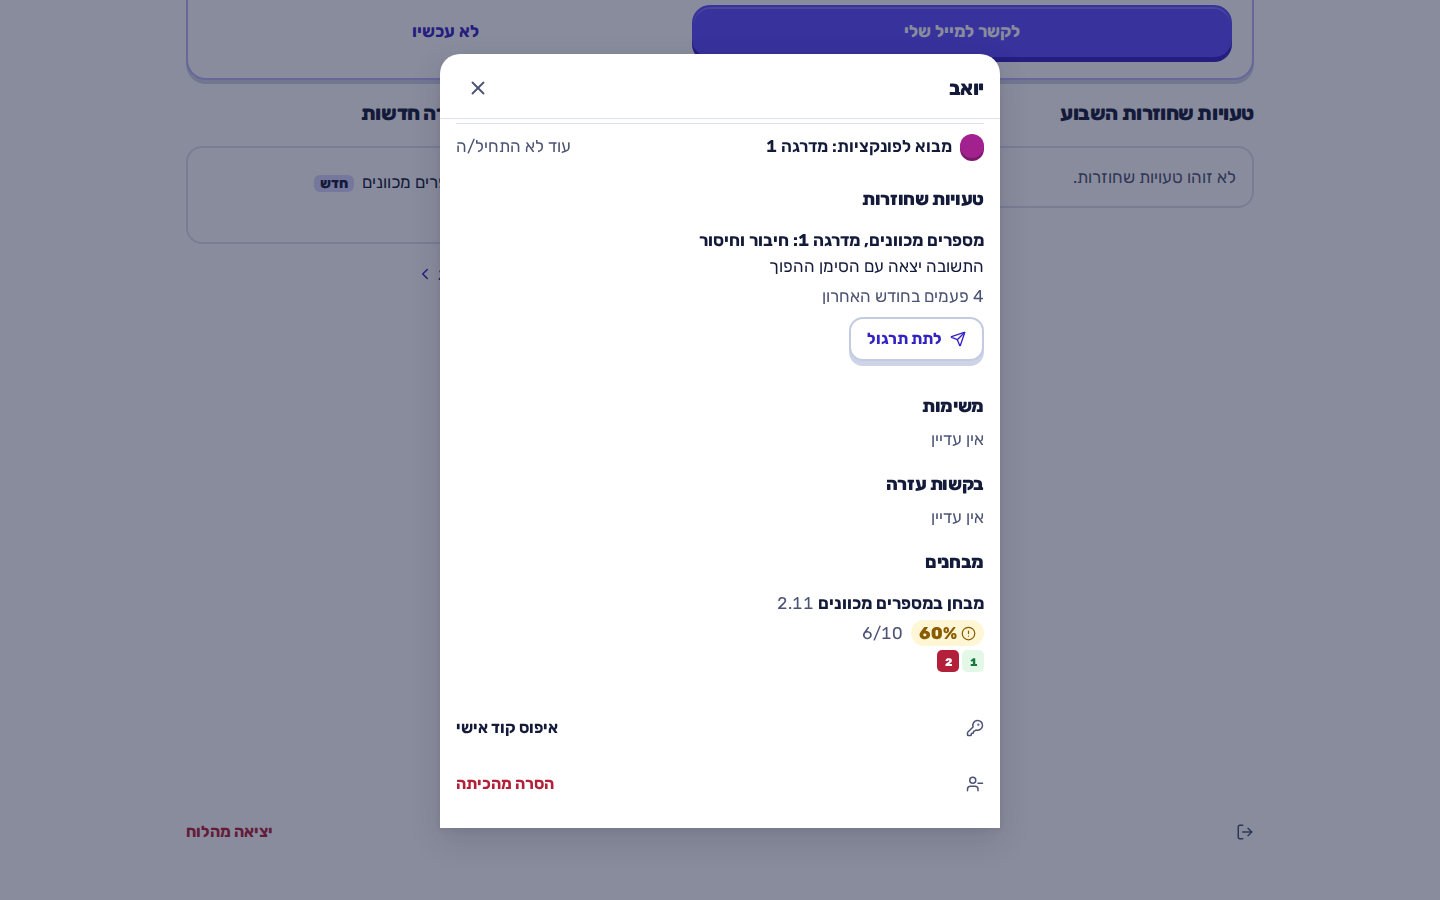 לקשר למייל שלי
לא עכשיו
יואב
טעויות שחוזרות השבוע
לא זוהו טעויות שחוזרות.
חדשות
מכוונים
חדש
מבוא לפונקציות: מדרגה 1
עוד לא התחיל/ה
טעויות שחוזרות
מספרים מכוונים, מדרגה 1: חיבור וחיסור
התשובה יצאה עם הסימן ההפוך
4 פעמים בחודש האחרון
לתת תרגול
משימות
אין עדיין
בקשות עזרה
אין עדיין
מבחנים
מבחן במספרים מכוונים 2.11
60% 6/10
1 2
איפוס קוד אישי
הסרה מהכיתה
יציאה מהלוח